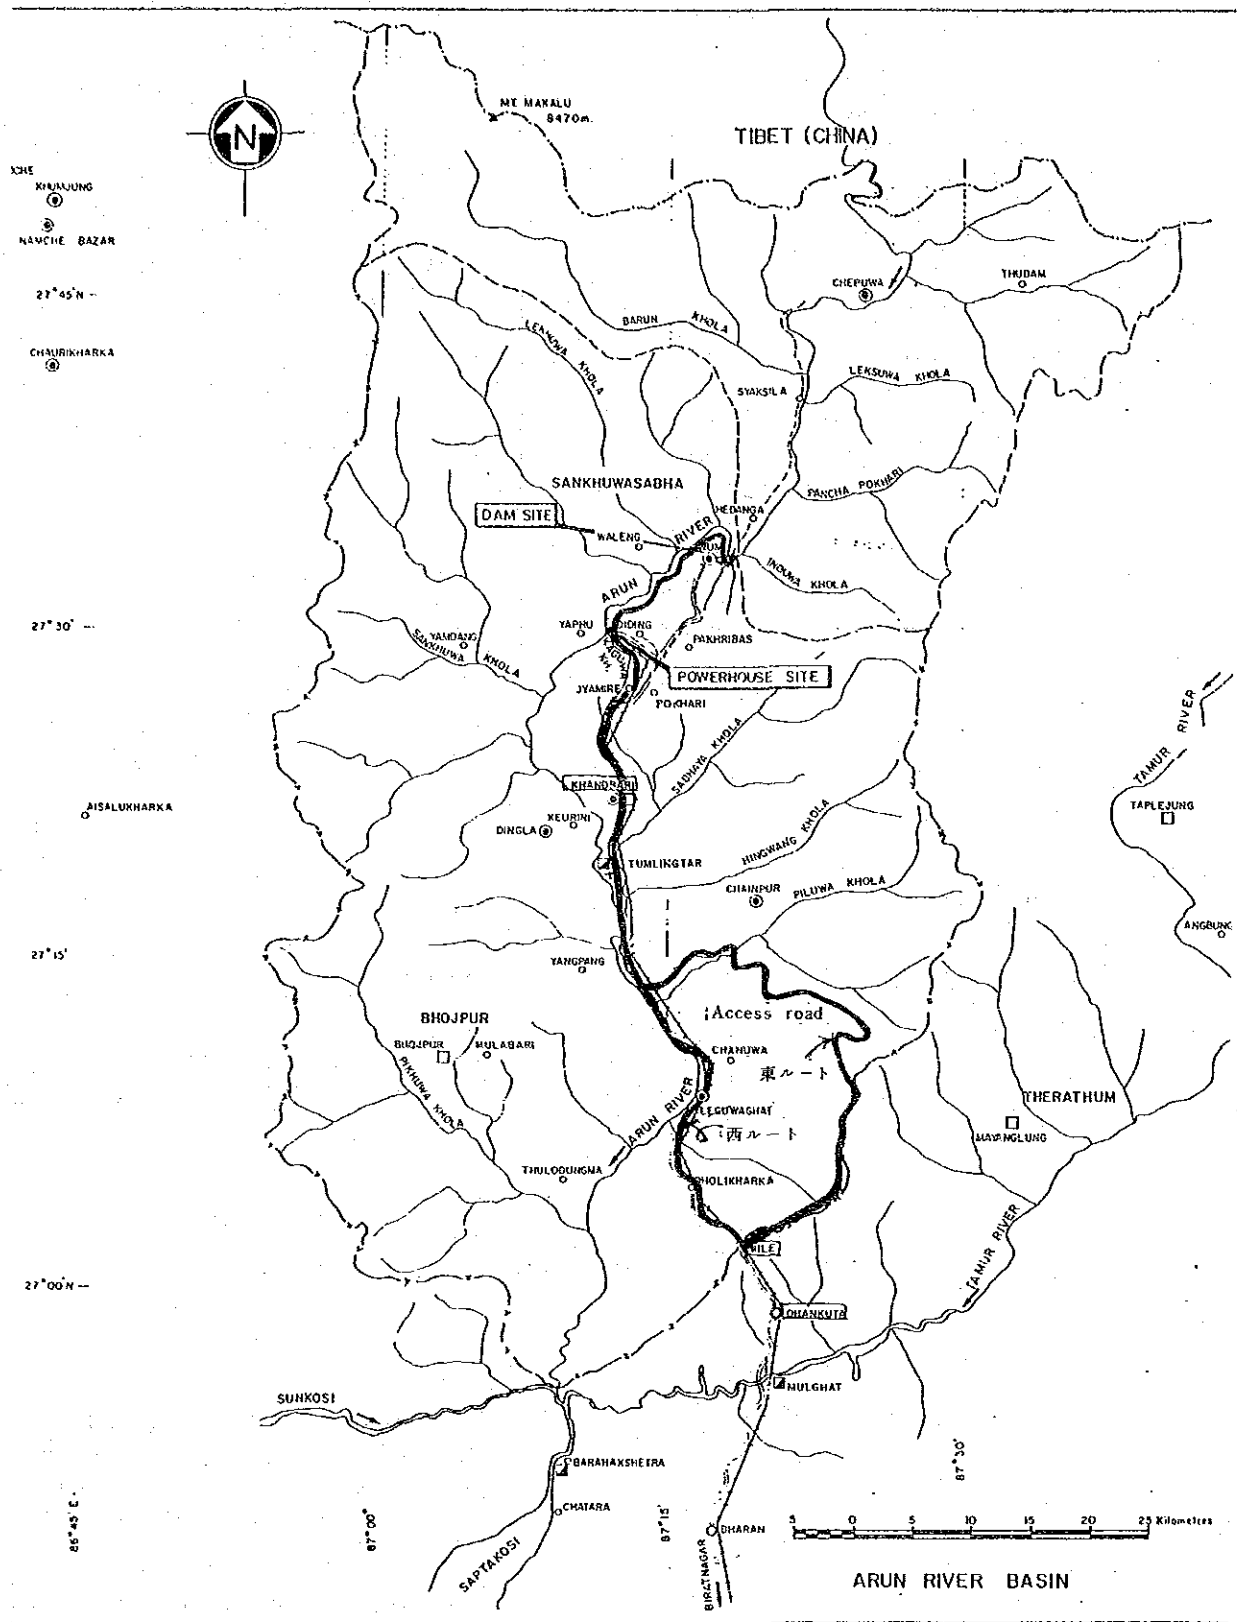 MT. MAKALU
8470m.
TIBET (CHINA)
N
KHUMJUNG
NAMCHE BAZAR
27°45'N
CHEPUWA
THUDAM
BARUN KHOLA
LEKHUWA KHOLA
CHAURIKHARKA
LEKSUWA KHOLA
SYAKSILA
SANKHUWASABHA
PANCHA POKHARI
DAM SITE
HEDANGA
WALENG
RIVER
NUM
INDUWA KHOLA
ARUN
27°30'
YAPHU
DIDING
YAMDANG
SANKHUWA KHOLA
PAKHRIBAS
KAGUWA KH.
POWERHOUSE SITE
JYAMIRE
POKHARI
SABHAYA KHOLA
TAMUR RIVER
KHANDBARI
AISALUKHARKA
TAPLEJUNG
KEURINI
DINGLA
HINGWANG KHOLA
TUMLINGTAR
CHAINPUR
PILUWA KHOLA
ANGBUNG
27°15'
YANGPANG
Access road
BHOJPUR
BHOJPUR
MULABARI
CHANUWA
東ルート
PIKHUWA KHOLA
THERATHUM
LEGUWAGHAT
ARUN RIVER
西ルート
MAYANGLUNG
THULODUNGMA
DHOLIKHARKA
TAMUR RIVER
HILE
27°00'N
DHANKUTA
MULGHAT
SUNKOSI
BARAHAKSHETRA
CHATARA
SAPTAKOSI
DHARAN
BIRATNAGAR
86°45'E
87°00'
87°15'
87°30'
5 0 5 10 15 20 25 Kilometres
ARUN RIVER BASIN